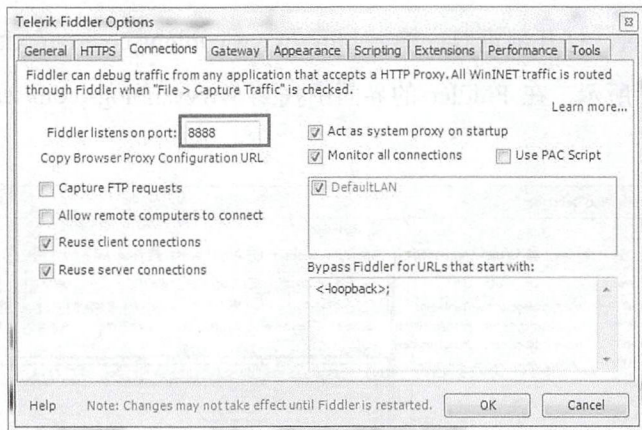 Telerik Fiddler Options
General HTTPS Connections Gateway Appearance Scripting Extensions Performance Tools
Fiddler can debug traffic from any application that accepts a HTTP Proxy. All WinINET traffic is routed
through Fiddler when "File > Capture Traffic" is checked.
Learn more...
Fiddler listens on port: 8888
Copy Browser Proxy Configuration URL
Capture FTP requests
Allow remote computers to connect
Reuse client connections
Reuse server connections
Act as system proxy on startup
Monitor all connections Use PAC Script
DefaultLAN
Bypass Fiddler for URLs that start with:
<-loopback>;
Help Note: Changes may not take effect until Fiddler is restarted. OK Cancel